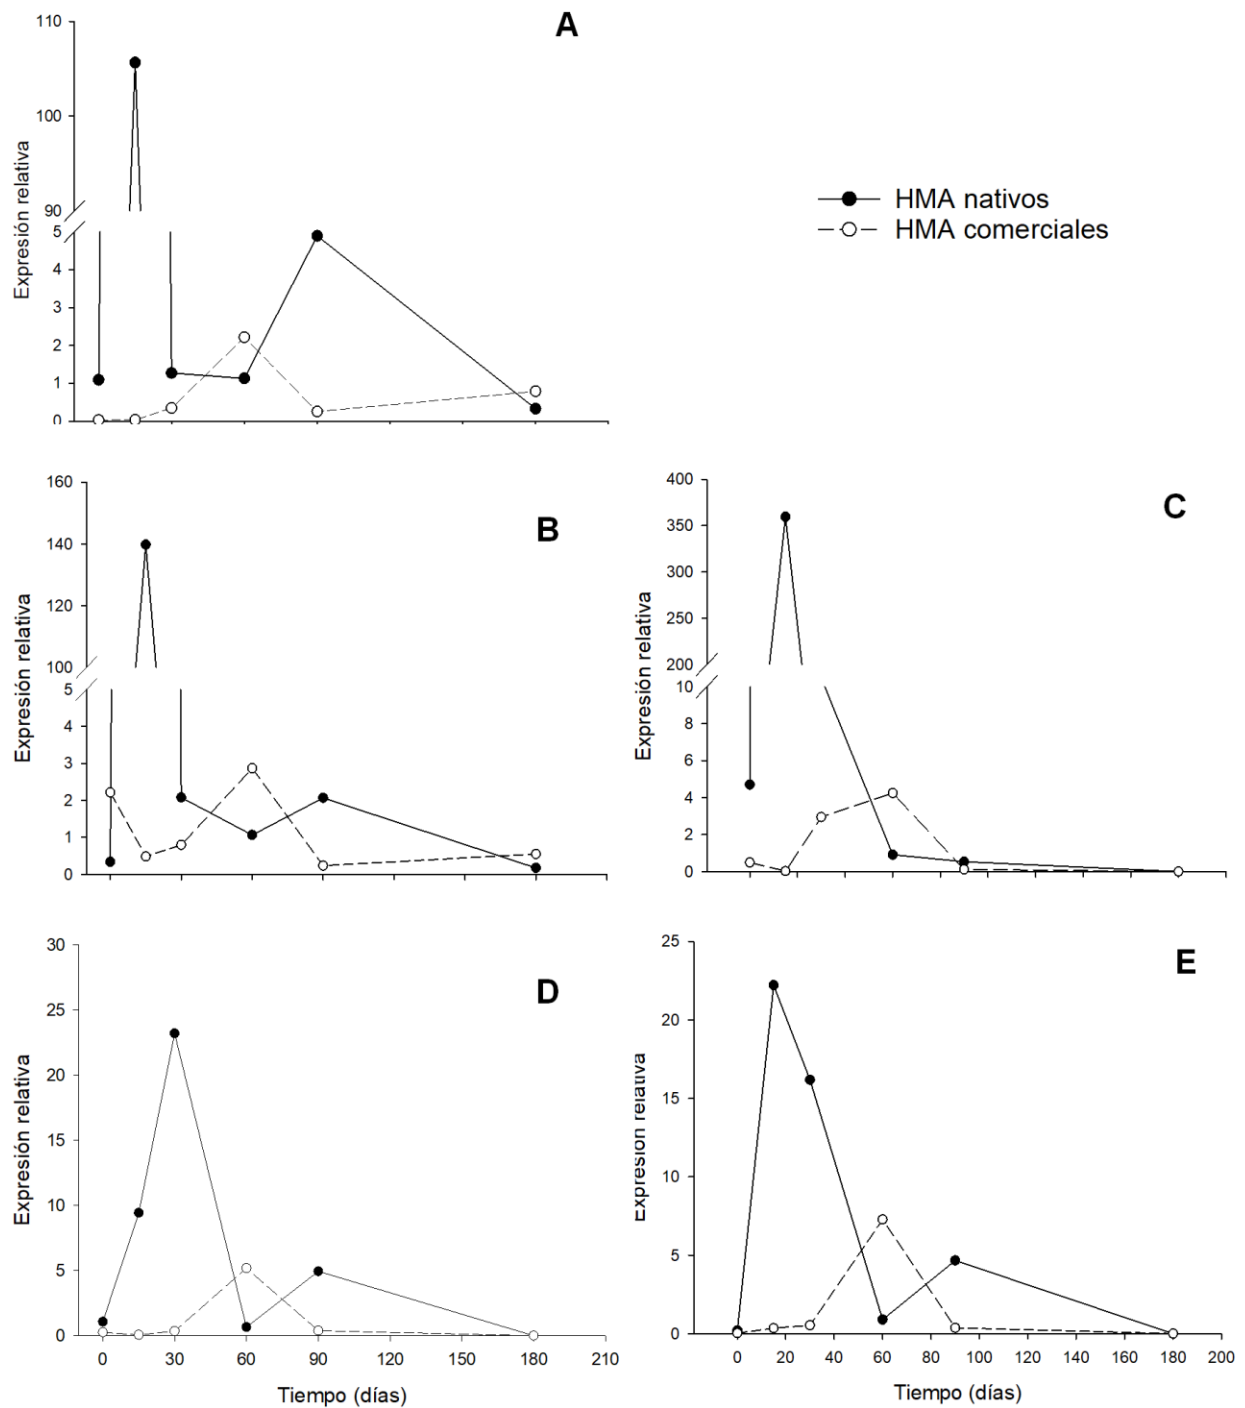 A
110
100
90
5
4
3
2
1
0
Expresión relativa
HMA nativos
HMA comerciales
B
160
140
120
100
5
4
3
2
1
0
Expresión relativa
C
400
350
300
250
200
10
8
6
4
2
0
Expresión relativa
D
30
25
20
15
10
5
0
Expresión relativa
0 30 60 90 120 150 180 210
Tiempo (días)
E
25
20
15
10
5
0
Expresión relativa
0 20 40 60 80 100 120 140 160 180 200
Tiempo (días)